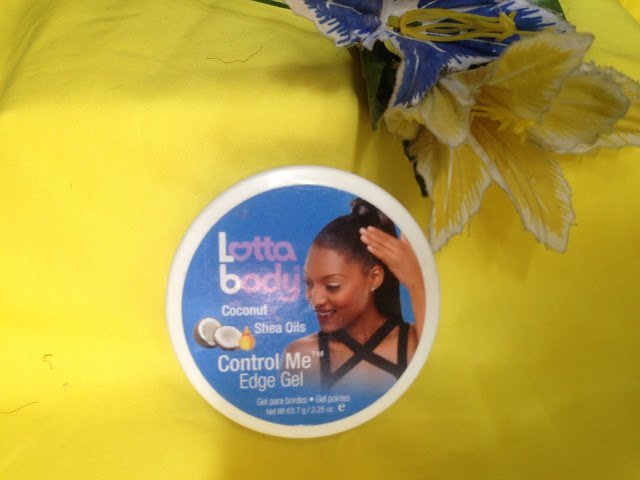 Lotta
body
Coconut
Shea Oils
Control Me™
Edge Gel
Gel para bordes • Gel pointes
Net Wt 63.7 g / 2.25 oz ℮